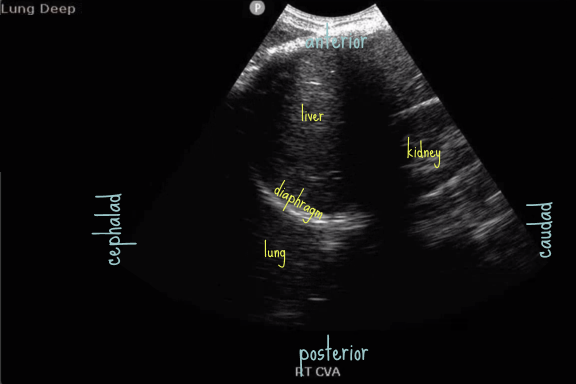 Lung Deep
P
anterior
liver
kidney
diaphragm
cephalad
caudad
lung
posterior
RT CVA